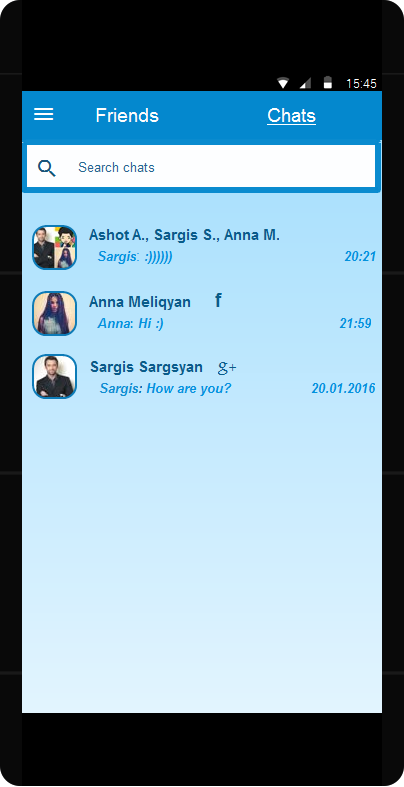 15:45
Friends Chats
Search chats
Ashot A., Sargis S., Anna M.
Sargis: :)))))) 20:21
Anna Meliqyan f
Anna: Hi :) 21:59
Sargis Sargsyan g+
Sargis: How are you? 20.01.2016